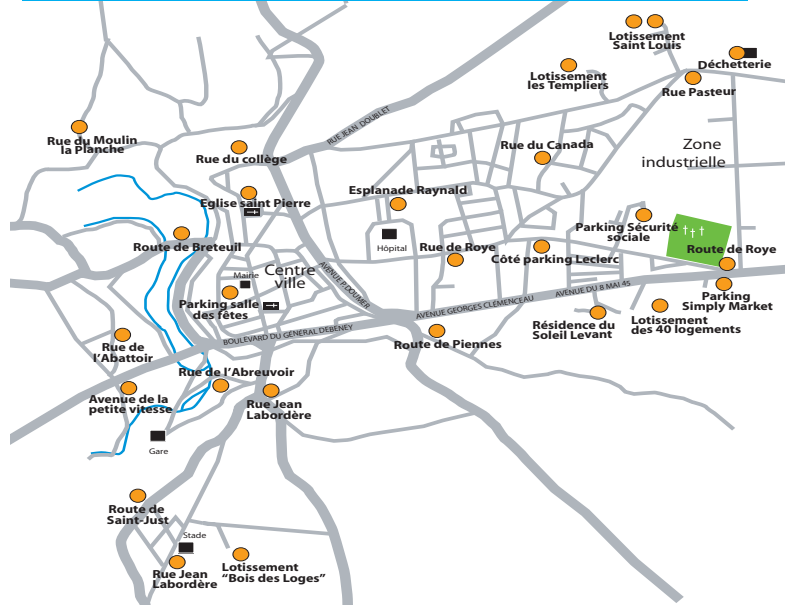 Lotissement
Saint Louis
Déchetterie
Lotissement
les Templiers
Rue Pasteur
RUE JEAN DOUBLET
Rue du Moulin
la Planche
Rue du collège
Rue du Canada
Zone
industrielle
Esplanade Raynald
Eglise saint Pierre
Parking Sécurité
sociale
Route de Breteuil
Hôpital
Rue de Roye
Côté parking Leclerc
Route de Roye
Mairie
Centre
ville
AVENUE P.DOUMER
Parking salle
des fêtes
AVENUE GEORGES CLEMENCEAU
AVENUE DU 8 MAI 45
Parking
Simply Market
Résidence du
Soleil Levant
Lotissement
des 40 logements
BOULEVARD DU GÉNÉRAL DEBENEY
Route de Piennes
Rue de
l’Abattoir
Rue de l’Abreuvoir
Avenue de la
petite vitesse
Rue Jean
Labordère
Gare
Route de
Saint-Just
Stade
Rue Jean
Labordère
Lotissement
“Bois des Loges”